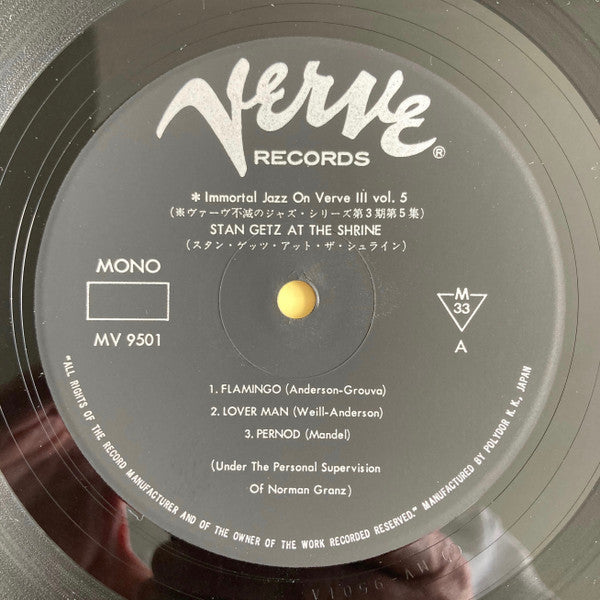 Verve
RECORDS ®
* Immortal Jazz On Verve III vol. 5
(※ヴァーヴ不滅のジャズ・シリーズ第3期第5集)
STAN GETZ AT THE SHRINE
(スタン・ゲッツ・アット・ザ・シュライン)
MONO
MV 9501
M
33
A
1. FLAMINGO (Anderson-Grouva)
2. LOVER MAN (Weill-Anderson)
3. PERNOD (Mandel)
(Under The Personal Supervision
Of Norman Granz)
"ALL RIGHTS OF THE RECORD MANUFACTURER AND OF THE OWNER OF THE WORK RECORDED RESERVED." MANUFACTURED BY POLYDOR K. K., JAPAN